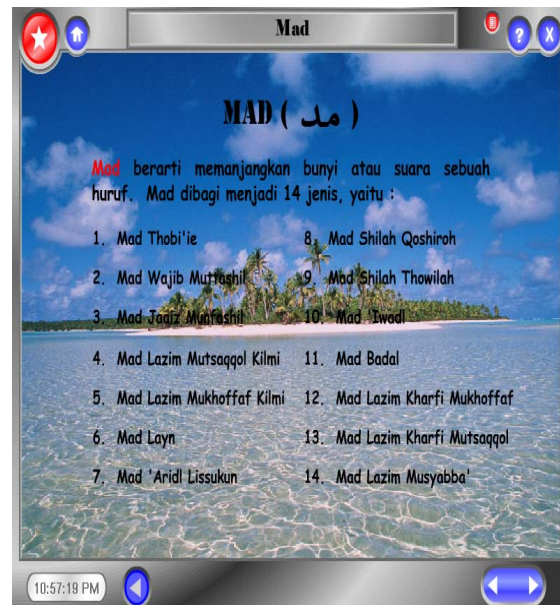 Mad
?
X
MAD ( مد )
Mad berarti memanjangkan bunyi atau suara sebuah
huruf. Mad dibagi menjadi 14 jenis, yaitu :
1. Mad Thobi'ie
2. Mad Wajib Muttashil
3. Mad Jaaiz Munfashil
4. Mad Lazim Mutsaqqol Kilmi
5. Mad Lazim Mukhoffaf Kilmi
6. Mad Layn
7. Mad 'Aridl Lissukun
8. Mad Shilah Qoshiroh
9. Mad Shilah Thowilah
10. Mad 'Iwadl
11. Mad Badal
12. Mad Lazim Kharfi Mukhoffaf
13. Mad Lazim Kharfi Mutsaqqol
14. Mad Lazim Musyabba'
10:57:19 PM